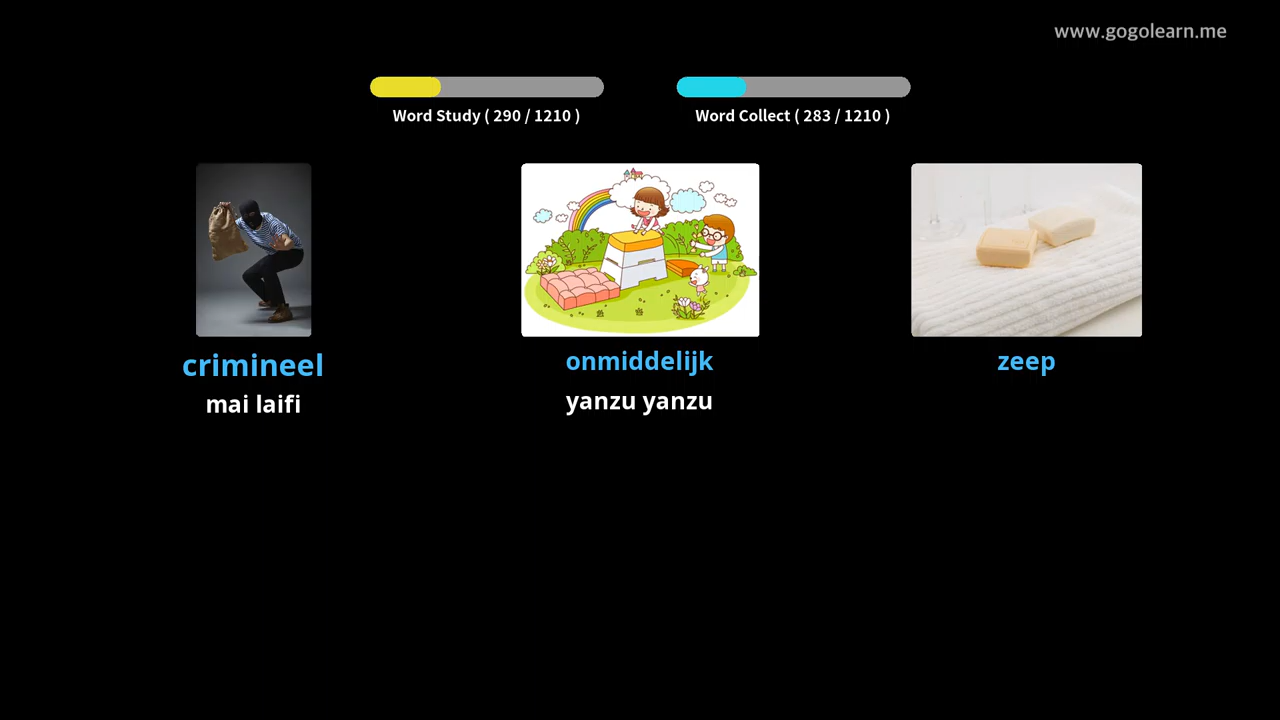 www.gogolearn.me
Word Study ( 290 / 1210 )
Word Collect ( 283 / 1210 )
crimineel
mai laifi
onmiddelijk
yanzu yanzu
zeep